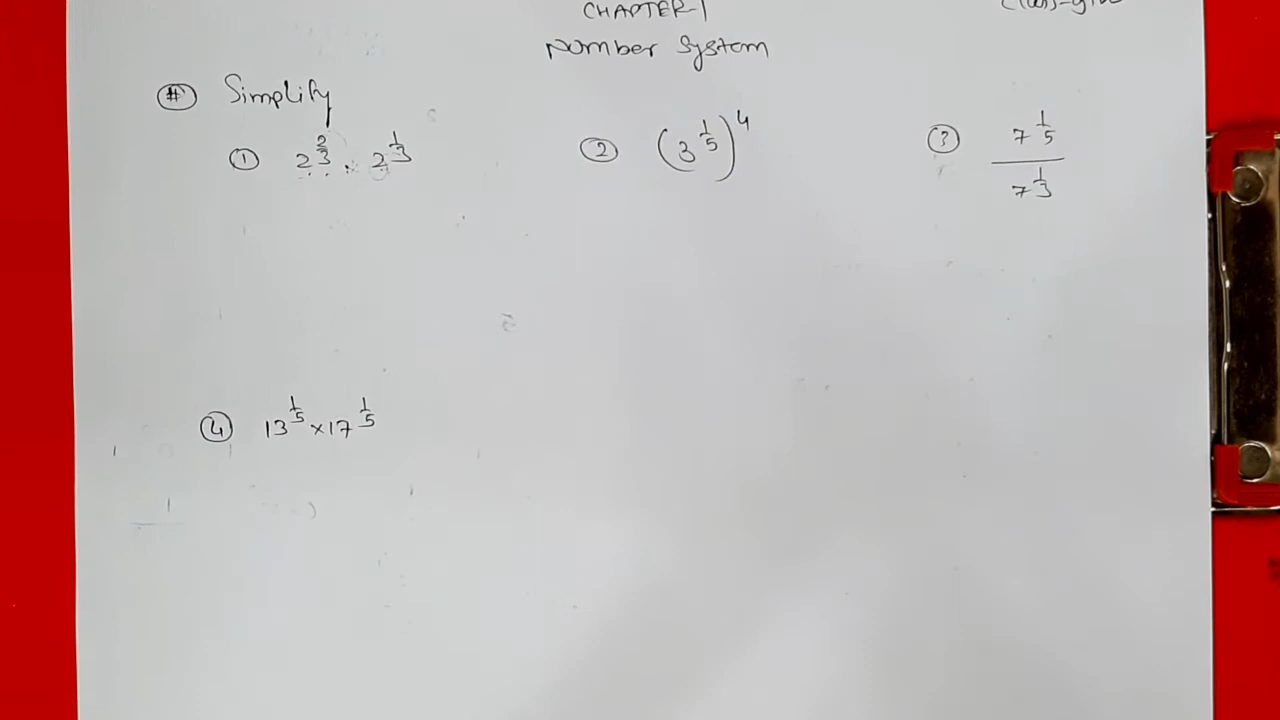 CHAPTER-1
Number System
# Simplify
① 2^{2/3} . 2^{1/3} ② (3^{1/5})^4 ③ 7^{1/5} / 7^{1/3}
④ 13^{1/5} × 17^{1/5}